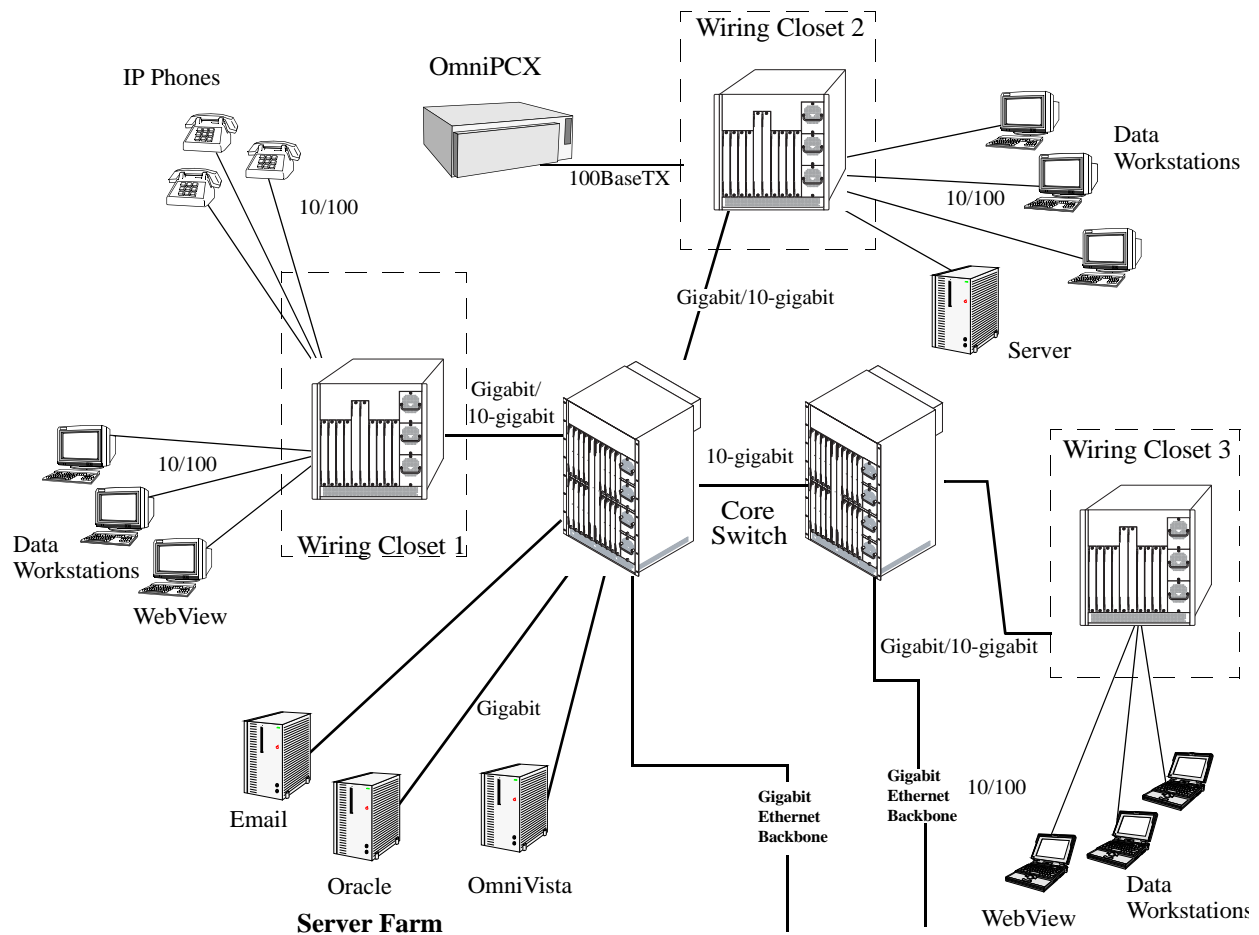 Wiring Closet 2
IP Phones
OmniPCX
Data
Workstations
100BaseTX
10/100
10/100
Gigabit/10-gigabit
Server
Gigabit/
10-gigabit
Wiring Closet 3
10/100
10-gigabit
Core
Switch
Wiring Closet 1
Data
Workstations
WebView
Gigabit/10-gigabit
Gigabit
Email
Gigabit
Ethernet
Backbone
Gigabit
Ethernet
Backbone
10/100
Oracle
OmniVista
Server Farm
WebView
Data
Workstations